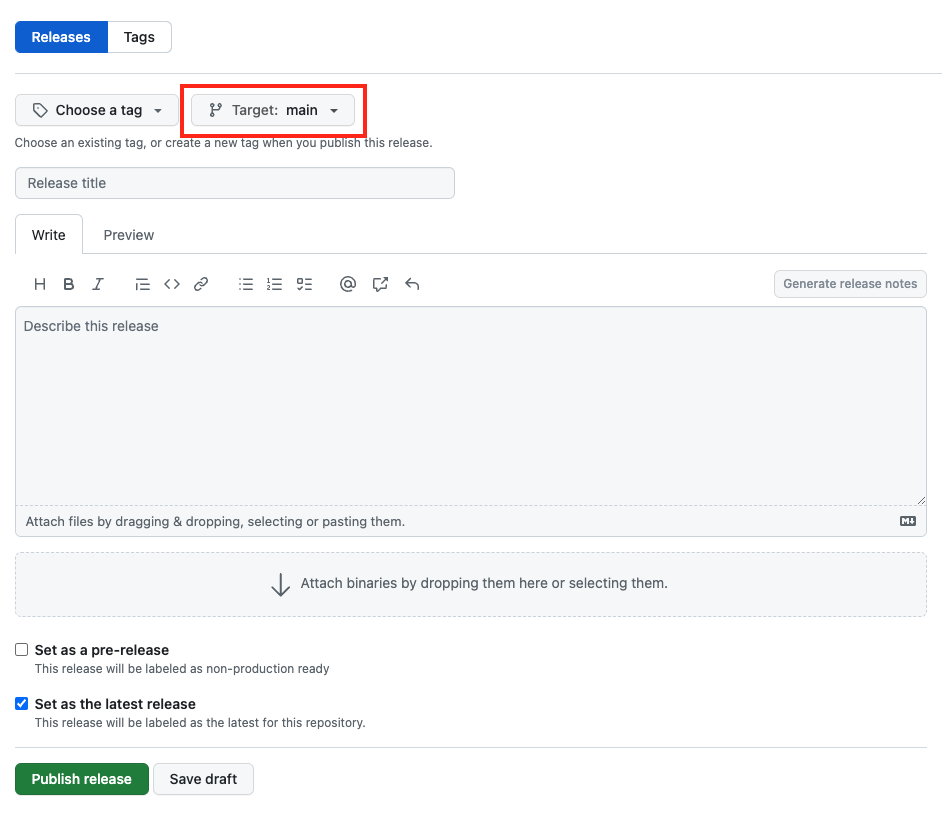 Releases Tags
Choose a tag Target: main
Choose an existing tag, or create a new tag when you publish this release.
Release title
Write Preview
Generate release notes
Describe this release
Attach files by dragging & dropping, selecting or pasting them.
Attach binaries by dropping them here or selecting them.
Set as a pre-release
This release will be labeled as non-production ready
Set as the latest release
This release will be labeled as the latest for this repository.
Publish release Save draft